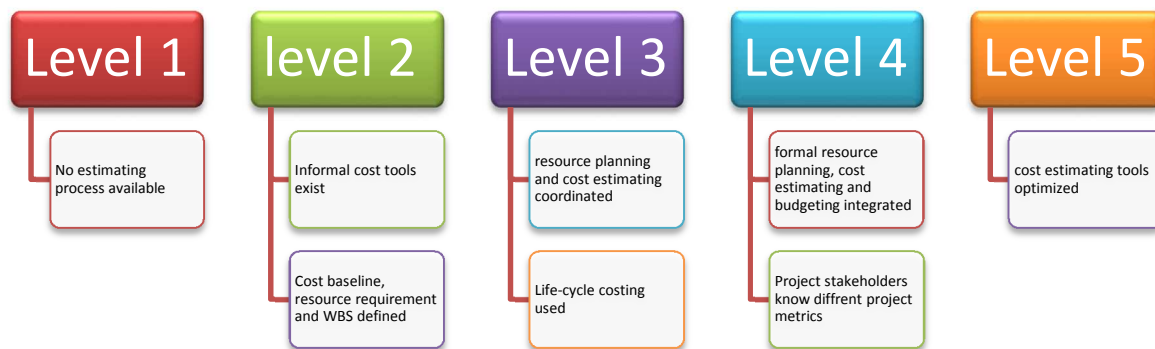 Level 1
level 2
Level 3
Level 4
Level 5
No estimating
process available
Informal cost tools
exist
Cost baseline,
resource requirement
and WBS defined
resource planning
and cost estimating
coordinated
Life-cycle costing
used
formal resource
planning, cost
estimating and
budgeting integrated
Project stakeholders
know diffrent project
metrics
cost estimating tools
optimized